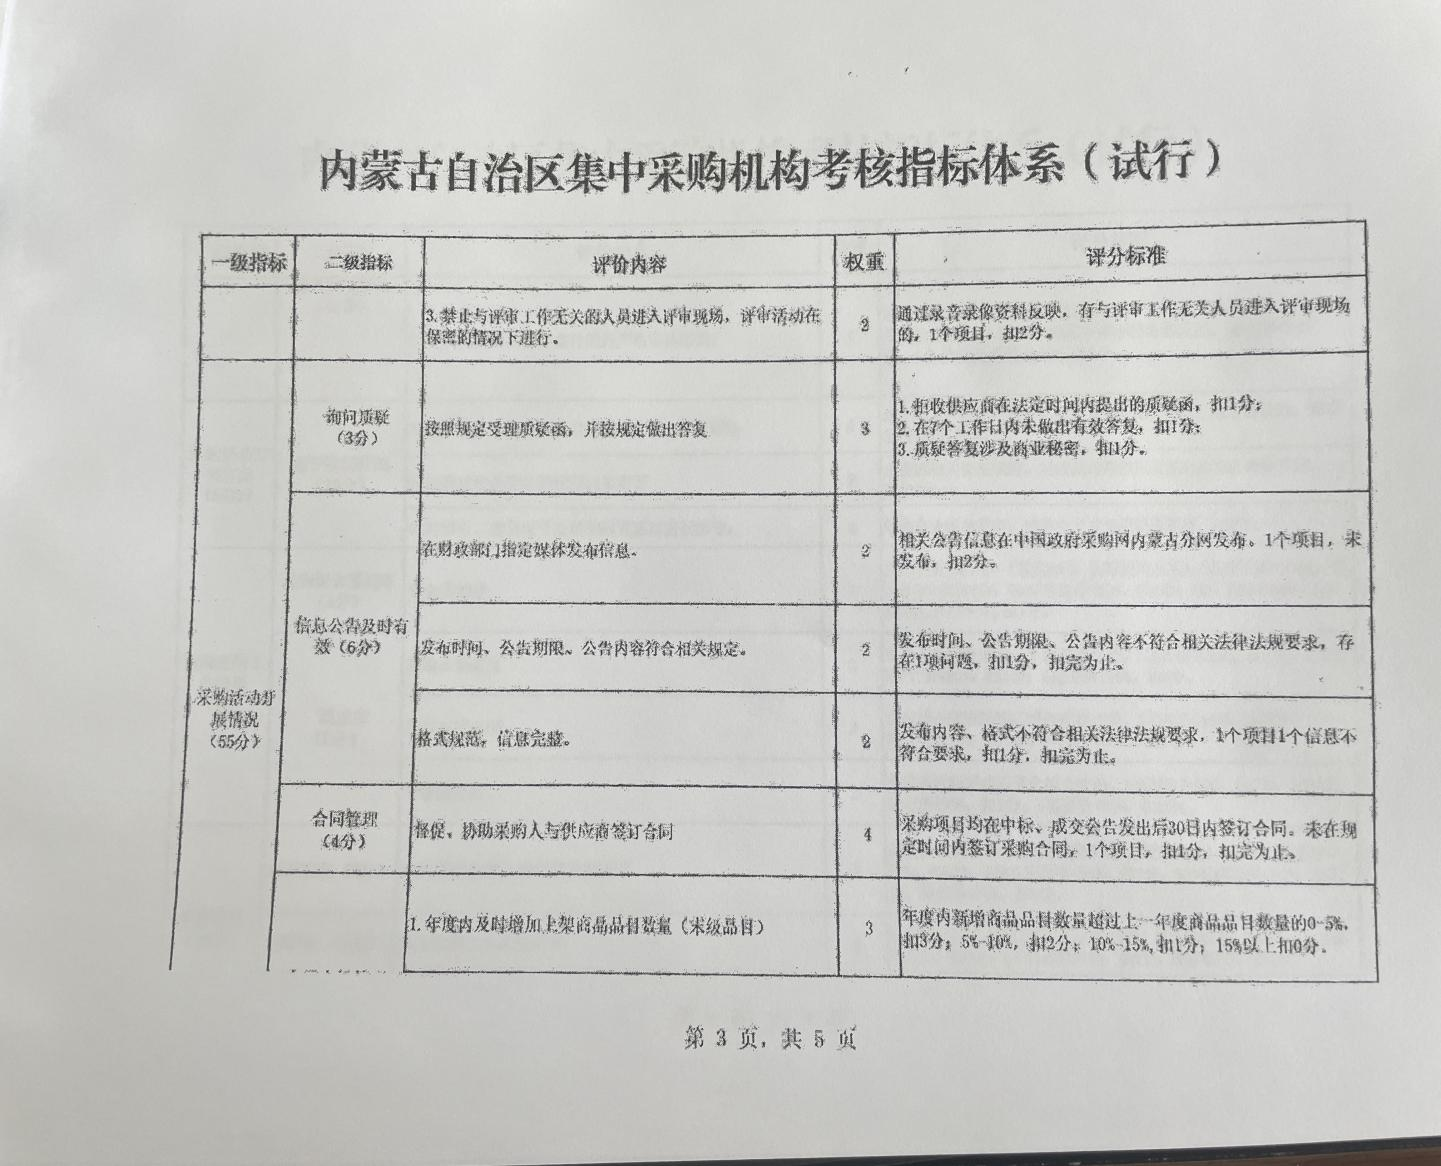 内蒙古自治区集中采购机构考核指标体系（试行）
一级指标
二级指标
评价内容
权重
评分标准
3.禁止与评审工作无关的人员进入评审现场，评审活动在
保密的情况下进行。
2
通过录音录像资料反映，有与评审工作无关人员进入评审现场
的，1个项目，扣2分。
采购活动开
展情况
（55分）
询问质疑
（3分）
按照规定受理质疑函，并按规定做出答复
3
1.拒收供应商在法定时间内提出的质疑函，扣1分；
2.在7个工作日内未做出有效答复，扣1分；
3.质疑答复涉及商业秘密，扣1分。
信息公告及时有
效（6分）
在财政部门指定媒体发布信息。
2
相关公告信息在中国政府采购网内蒙古分网发布。1个项目，未
发布，扣2分。
发布时间、公告期限、公告内容符合相关规定。
2
发布时间、公告期限、公告内容不符合相关法律法规要求，存
在1项问题，扣1分，扣完为止。
格式规范，信息完整。
2
发布内容、格式不符合相关法律法规要求，1个项目1个信息不
符合要求，扣1分，扣完为止。
合同管理
（4分）
督促、协助采购人与供应商签订合同
4
采购项目均在中标、成交公告发出后30日内签订合同。未在规
定时间内签订采购合同，1个项目，扣1分，扣完为止。
1.年度内及时增加上架商品品目数量（末级品目）
3
年度内新增商品品目数量超过上一年度商品品目数量的0-5%，
扣3分；5%-10%，扣2分；10%-15%,扣1分；15%以上扣0分.
第 3 页，共 5 页